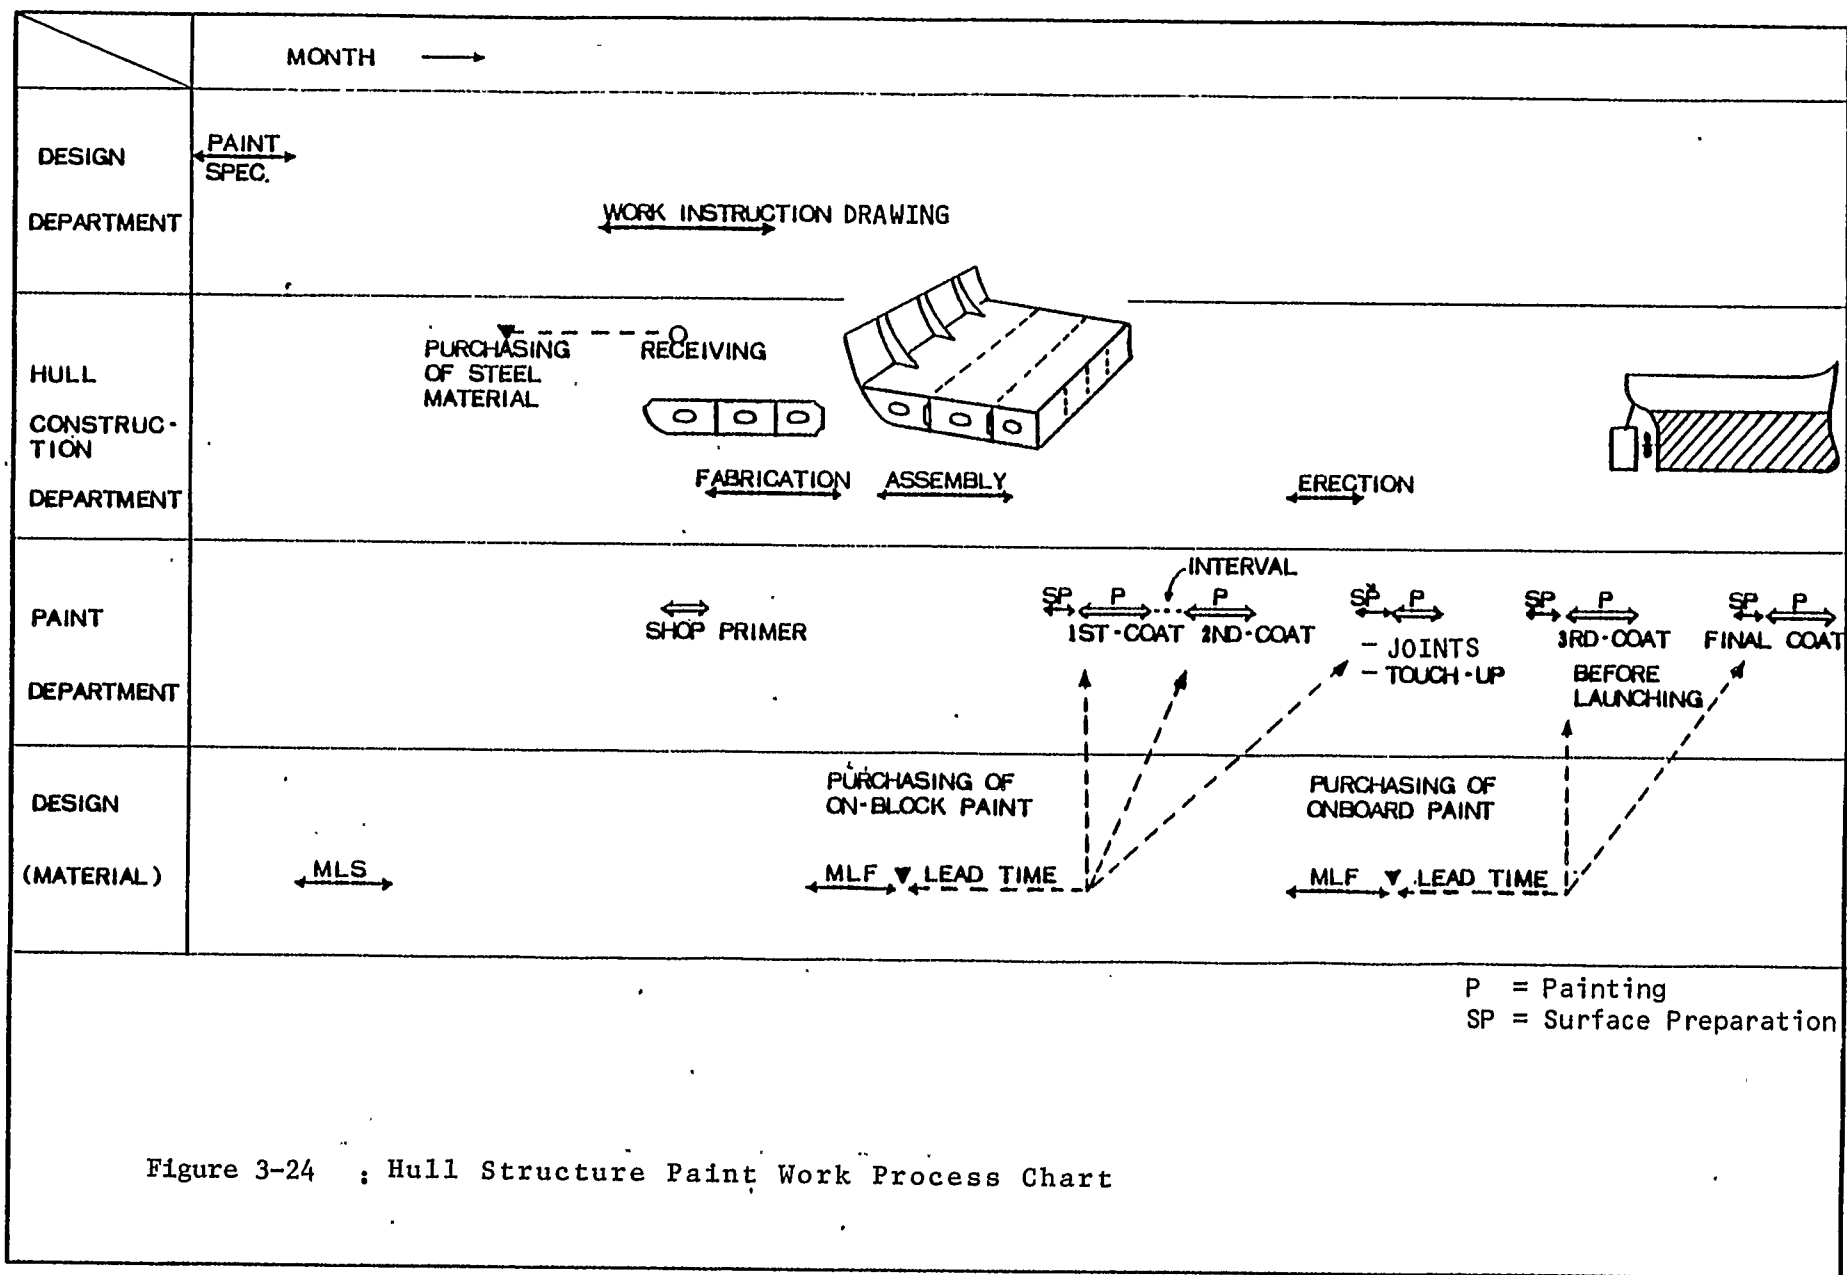 MONTH
DESIGN
DEPARTMENT
PAINT
SPEC.
WORK INSTRUCTION DRAWING
HULL
CONSTRUC-
TION
DEPARTMENT
PURCHASING
OF STEEL
MATERIAL
RECEIVING
FABRICATION
ASSEMBLY
ERECTION
PAINT
DEPARTMENT
SHOP PRIMER
INTERVAL
SP P P
1ST-COAT 2ND-COAT
SP P
- JOINTS
- TOUCH-UP
SP P
3RD-COAT
BEFORE
LAUNCHING
SP P
FINAL COAT
DESIGN
(MATERIAL)
MLS
PURCHASING OF
ON-BLOCK PAINT
MLF LEAD TIME
PURCHASING OF
ONBOARD PAINT
MLF LEAD TIME
P = Painting
SP = Surface Preparation
Figure 3-24 : Hull Structure Paint Work Process Chart